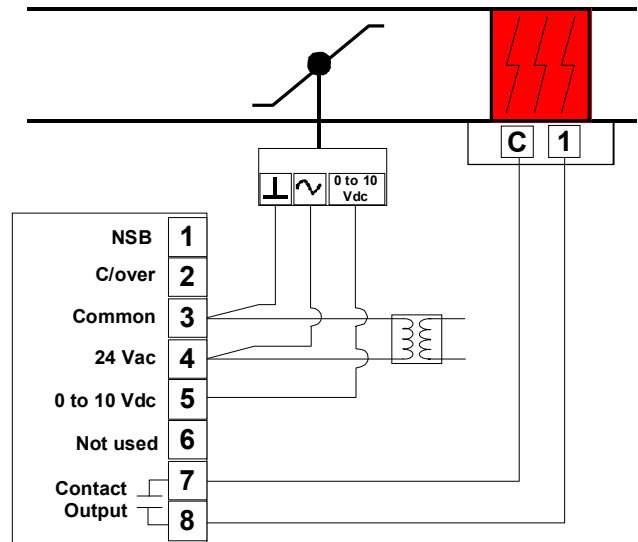 C 1
0 to 10
Vdc
NSB 1
C/over 2
Common 3
24 Vac 4
0 to 10 Vdc 5
Not used 6
Contact
Output
7
8